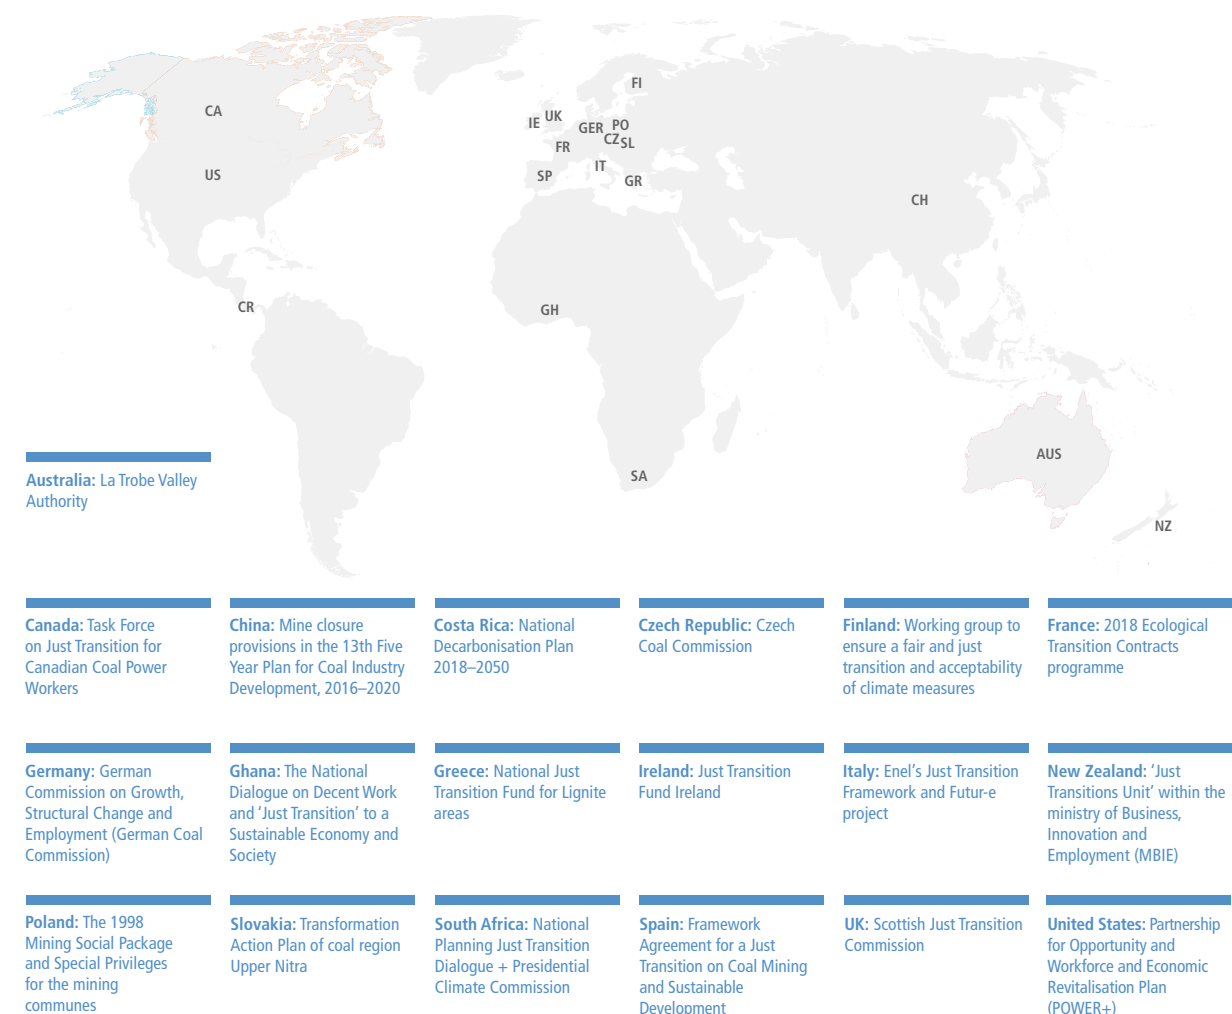 FI
CA
UK
IE
GER
PO
CZ
SL
FR
IT
US
SP
GR
CH
CR
GH
AUS
SA
NZ
Australia: La Trobe Valley
Authority
Canada: Task Force
on Just Transition for
Canadian Coal Power
Workers
China: Mine closure
provisions in the 13th Five
Year Plan for Coal Industry
Development, 2016–2020
Costa Rica: National
Decarbonisation Plan
2018–2050
Czech Republic: Czech
Coal Commission
Finland: Working group to
ensure a fair and just
transition and acceptability
of climate measures
France: 2018 Ecological
Transition Contracts
programme
Germany: German
Commission on Growth,
Structural Change and
Employment (German Coal
Commission)
Ghana: The National
Dialogue on Decent Work
and ‘Just Transition’ to a
Sustainable Economy and
Society
Greece: National Just
Transition Fund for Lignite
areas
Ireland: Just Transition
Fund Ireland
Italy: Enel’s Just Transition
Framework and Futur-e
project
New Zealand: ‘Just
Transitions Unit’ within the
ministry of Business,
Innovation and
Employment (MBIE)
Poland: The 1998
Mining Social Package
and Special Privileges
for the mining
communes
Slovakia: Transformation
Action Plan of coal region
Upper Nitra
South Africa: National
Planning Just Transition
Dialogue + Presidential
Climate Commission
Spain: Framework
Agreement for a Just
Transition on Coal Mining
and Sustainable
Development
UK: Scottish Just Transition
Commission
United States: Partnership
for Opportunity and
Workforce and Economic
Revitalisation Plan
(POWER+)